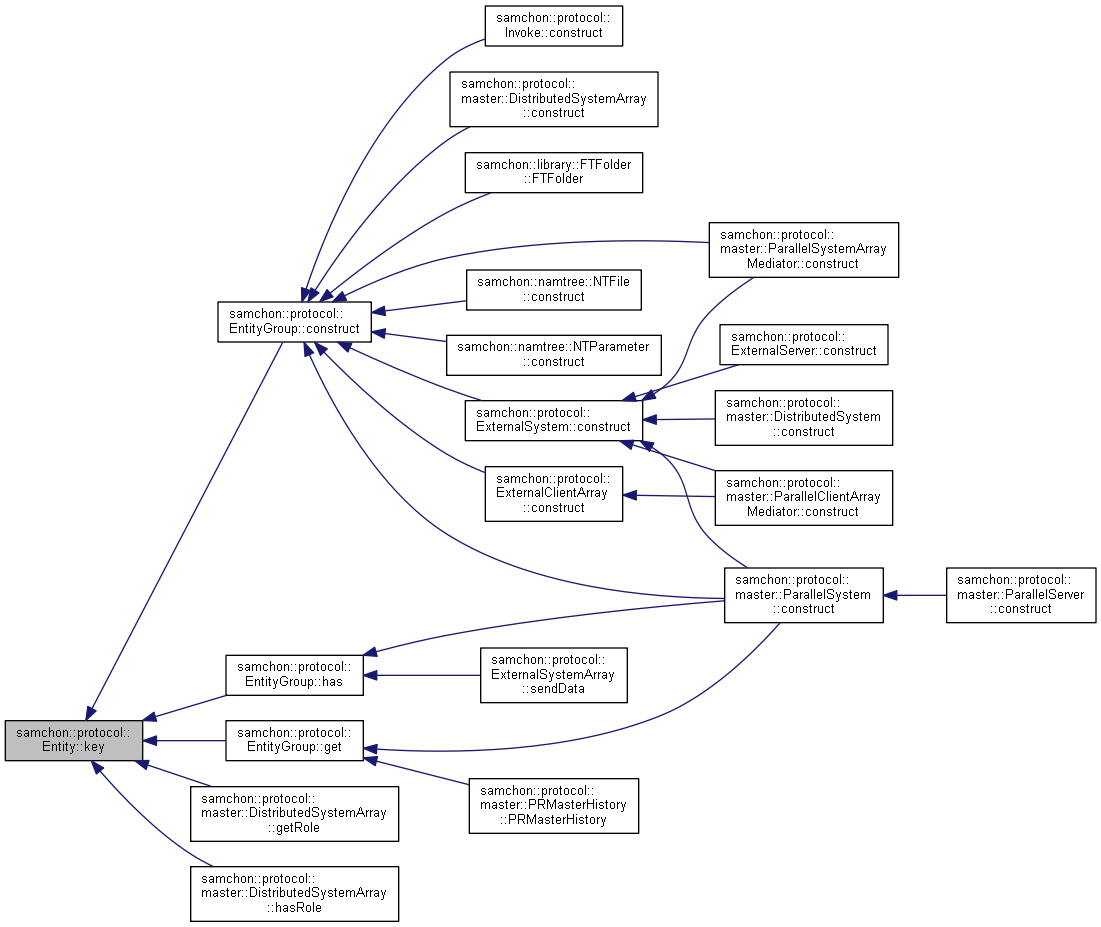 samchon::protocol::
Invoke::construct
samchon::protocol::
master::DistributedSystemArray
::construct
samchon::library::FTFolder
::FTFolder
samchon::protocol::
master::ParallelSystemArray
Mediator::construct
samchon::namtree::NTFile
::construct
samchon::protocol::
EntityGroup::construct
samchon::protocol::
ExternalServer::construct
samchon::namtree::NTParameter
::construct
samchon::protocol::
ExternalSystem::construct
samchon::protocol::
master::DistributedSystem
::construct
samchon::protocol::
ExternalClientArray
::construct
samchon::protocol::
master::ParallelClientArray
Mediator::construct
samchon::protocol::
master::ParallelSystem
::construct
samchon::protocol::
master::ParallelServer
::construct
samchon::protocol::
EntityGroup::has
samchon::protocol::
ExternalSystemArray
::sendData
samchon::protocol::
Entity::key
samchon::protocol::
EntityGroup::get
samchon::protocol::
master::PRMasterHistory
::PRMasterHistory
samchon::protocol::
master::DistributedSystemArray
::getRole
samchon::protocol::
master::DistributedSystemArray
::hasRole